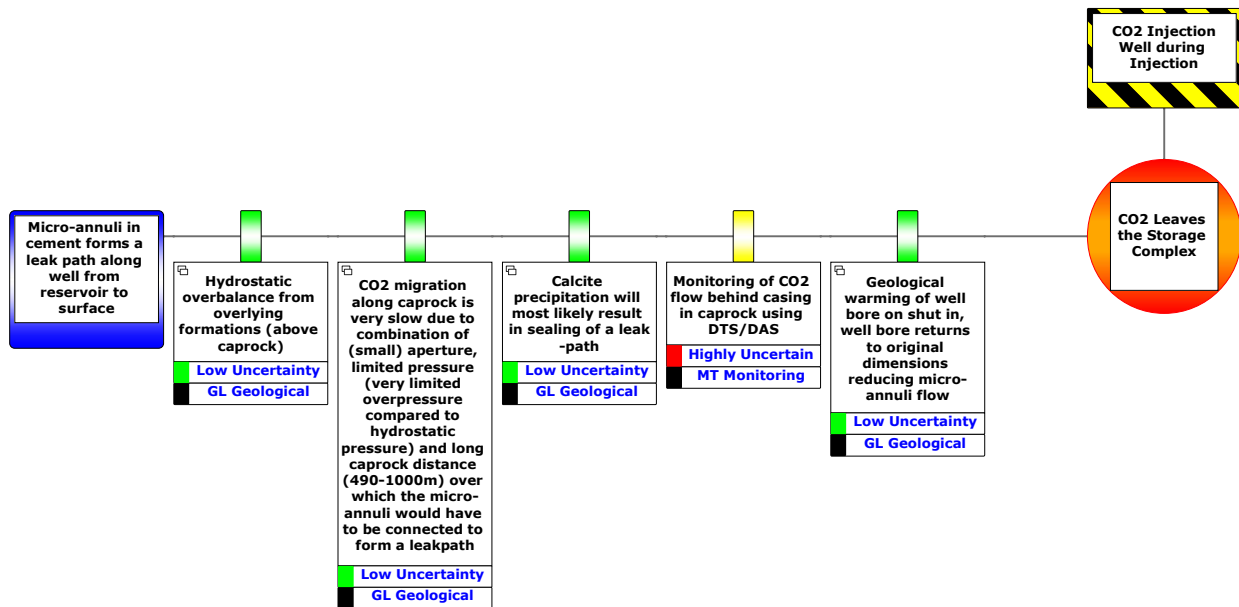 CO2 Injection
Well during
Injection
Micro-annuli in
cement forms a
leak path along
well from
reservoir to
surface
CO2 Leaves
the Storage
Complex
Hydrostatic
overbalance from
overlying
formations (above
caprock)
Low Uncertainty
GL Geological
CO2 migration
along caprock is
very slow due to
combination of
(small) aperture,
limited pressure
(very limited
overpressure
compared to
hydrostatic
pressure) and long
caprock distance
(490-1000m) over
which the micro-
annuli would have
to be connected to
form a leakpath
Low Uncertainty
GL Geological
Calcite
precipitation will
most likely result
in sealing of a leak
-path
Low Uncertainty
GL Geological
Monitoring of CO2
flow behind casing
in caprock using
DTS/DAS
Highly Uncertain
MT Monitoring
Geological
warming of well
bore on shut in,
well bore returns
to original
dimensions
reducing micro-
annuli flow
Low Uncertainty
GL Geological